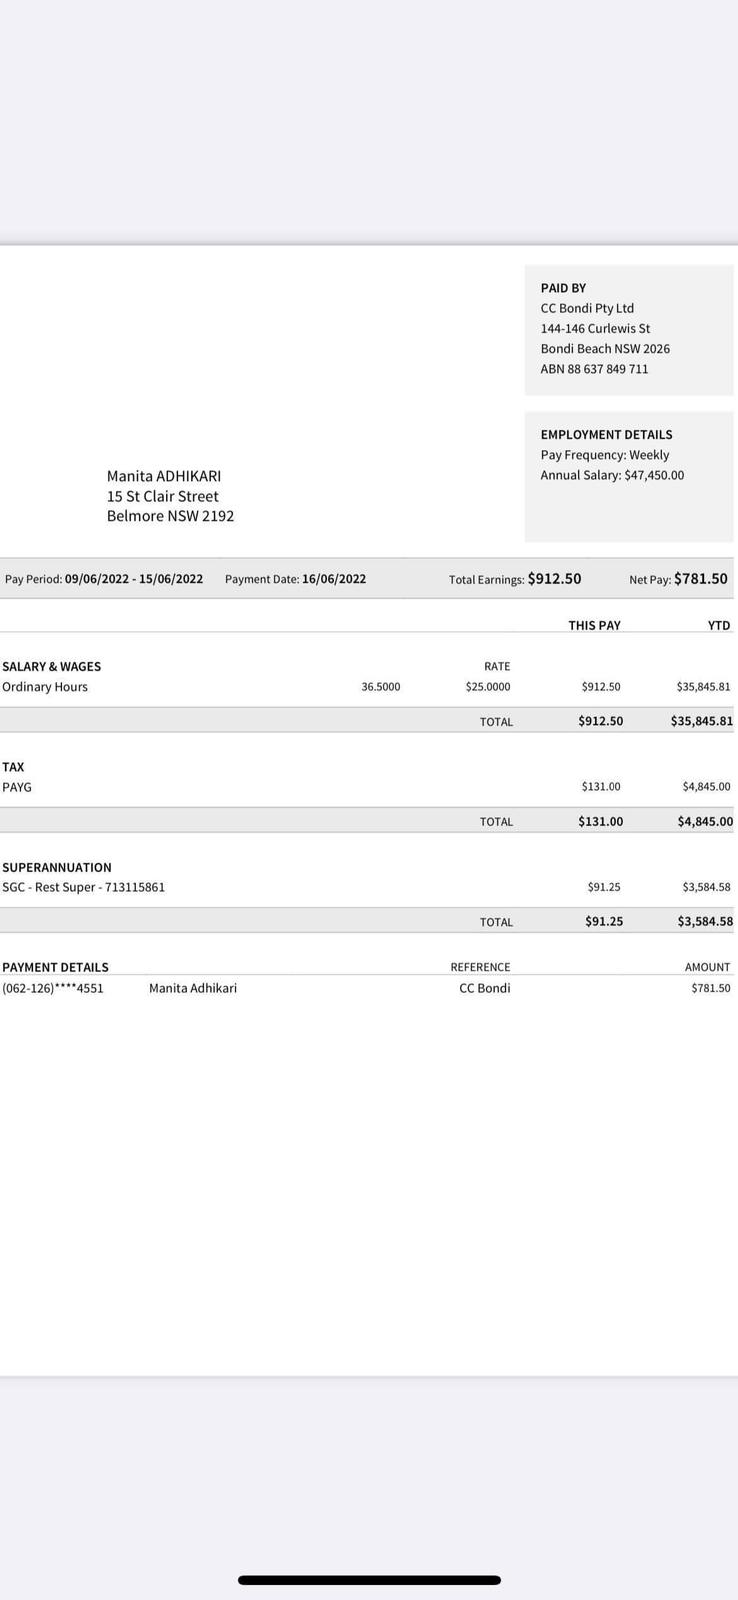 PAID BY
CC Bondi Pty Ltd
144-146 Curlewis St
Bondi Beach NSW 2026
ABN 88 637 849 711
EMPLOYMENT DETAILS
Pay Frequency: Weekly
Annual Salary: $47,450.00
Manita ADHIKARI
15 St Clair Street
Belmore NSW 2192
Pay Period: 09/06/2022 - 15/06/2022 Payment Date: 16/06/2022 Total Earnings: $912.50 Net Pay: $781.50
THIS PAY YTD
SALARY & WAGES RATE
Ordinary Hours 36.5000 $25.0000 $912.50 $35,845.81
TOTAL $912.50 $35,845.81
TAX
PAYG $131.00 $4,845.00
TOTAL $131.00 $4,845.00
SUPERANNUATION
SGC - Rest Super - 713115861 $91.25 $3,584.58
TOTAL $91.25 $3,584.58
PAYMENT DETAILS REFERENCE AMOUNT
(062-126)****4551 Manita Adhikari CC Bondi $781.50